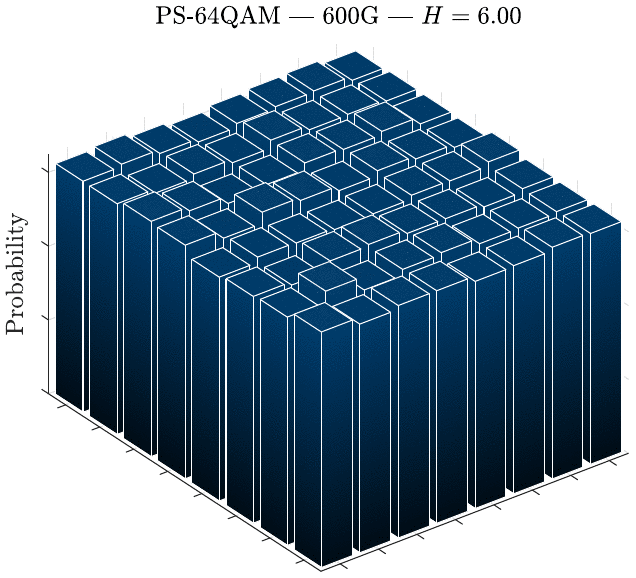 PS-64QAM — 600G — H = 6.00
Probability